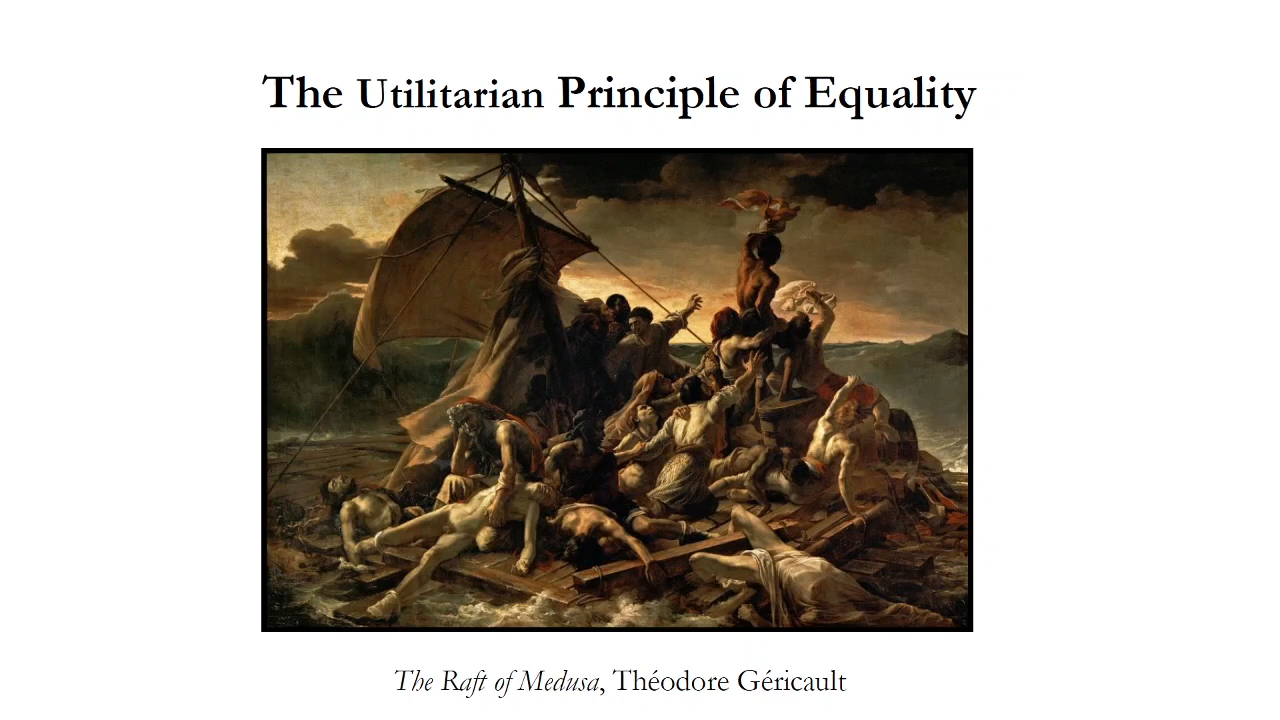 The Utilitarian Principle of Equality
The Raft of Medusa, Théodore Géricault